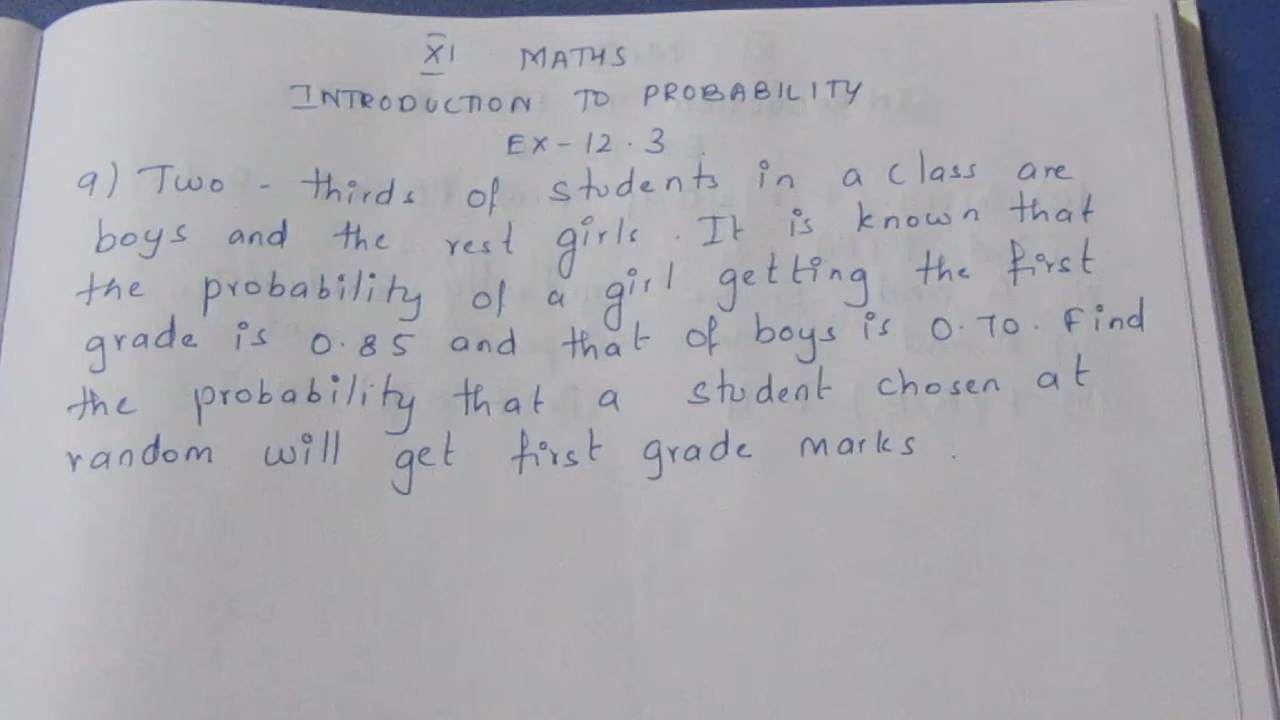 XI MATHS
INTRODUCTION TO PROBABILITY
EX - 12.3
9) Two - thirds of students in a class are
boys and the rest girls. It is known that
the probability of a girl getting the first
grade is 0.85 and that of boys is 0.70. Find
the probability that a student chosen at
random will get first grade marks.